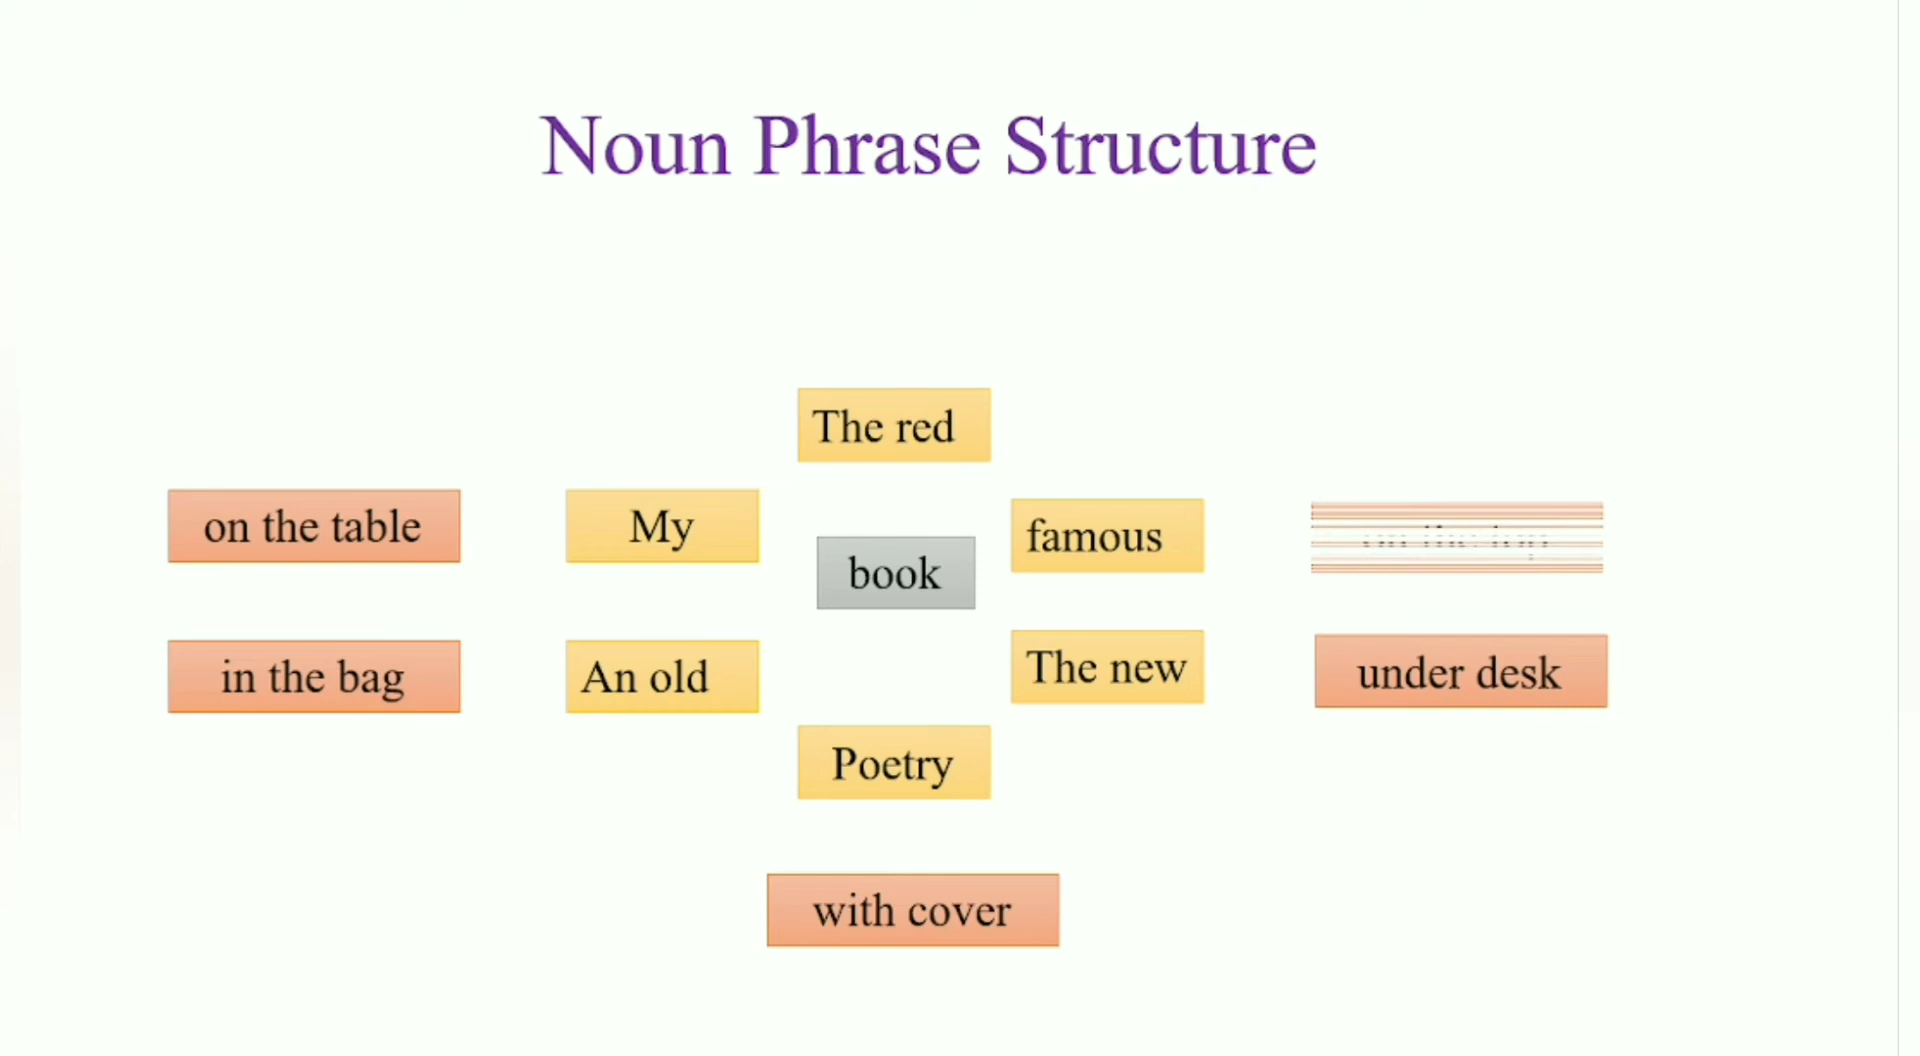 Noun Phrase Structure
The red
on the table
My
famous
book
in the bag
An old
The new
under desk
Poetry
with cover